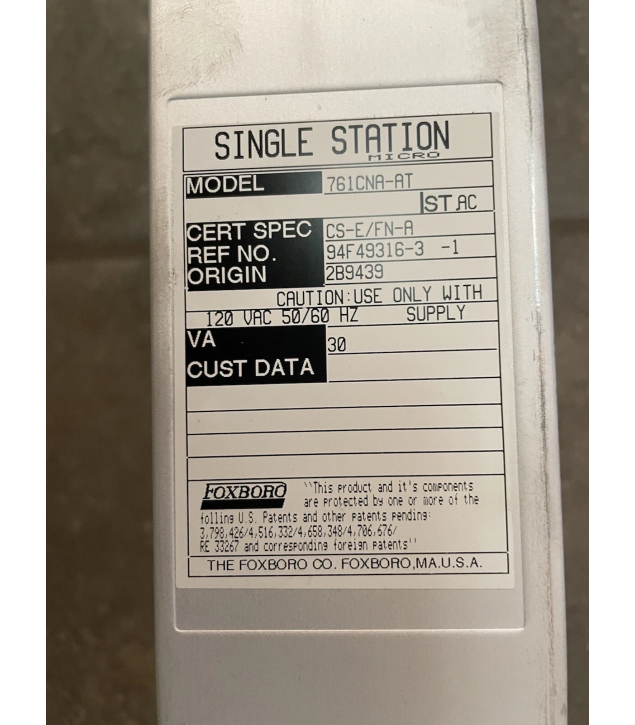 SINGLE STATION
MICRO
MODEL 761CNA-AT
ST.AC
CERT SPEC CS-E/FN-A
REF NO. 94F49316-3 -1
ORIGIN 2B9439
CAUTION:USE ONLY WITH
120 VAC 50/60 HZ SUPPLY
VA 30
CUST DATA
FOXBORO "This product and it's components
are protected by one or more of the
folling U.S. Patents and other patents pending:
3,798,426/4,516,332/4,658,348/4,706,676/
RE 33267 and corresponding foreign patents"
THE FOXBORO CO. FOXBORO,MA.U.S.A.